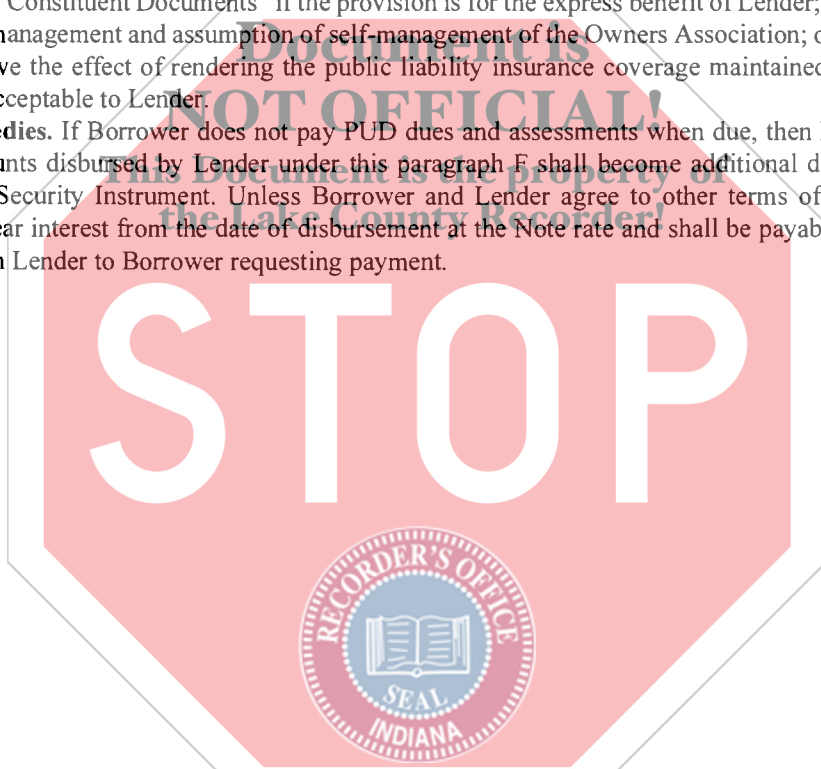 Constituent Documents" if the provision is for the express benefit of Lender;
management and assumption of self-management of the Owners Association; o
ve the effect of rendering the public liability insurance coverage maintained
cceptable to Lender.
edies. If Borrower does not pay PUD dues and assessments when due, then
unts disbursed by Lender under this paragraph F shall become additional d
Security Instrument. Unless Borrower and Lender agree to other terms of
ear interest from the date of disbursement at the Note rate and shall be payab
n Lender to Borrower requesting payment.
Document is
NOT OFFICIAL!
This Document is the property of
the Lake County Recorder!
STOP
RECORDER'S OFFICE
SEAL
INDIANA